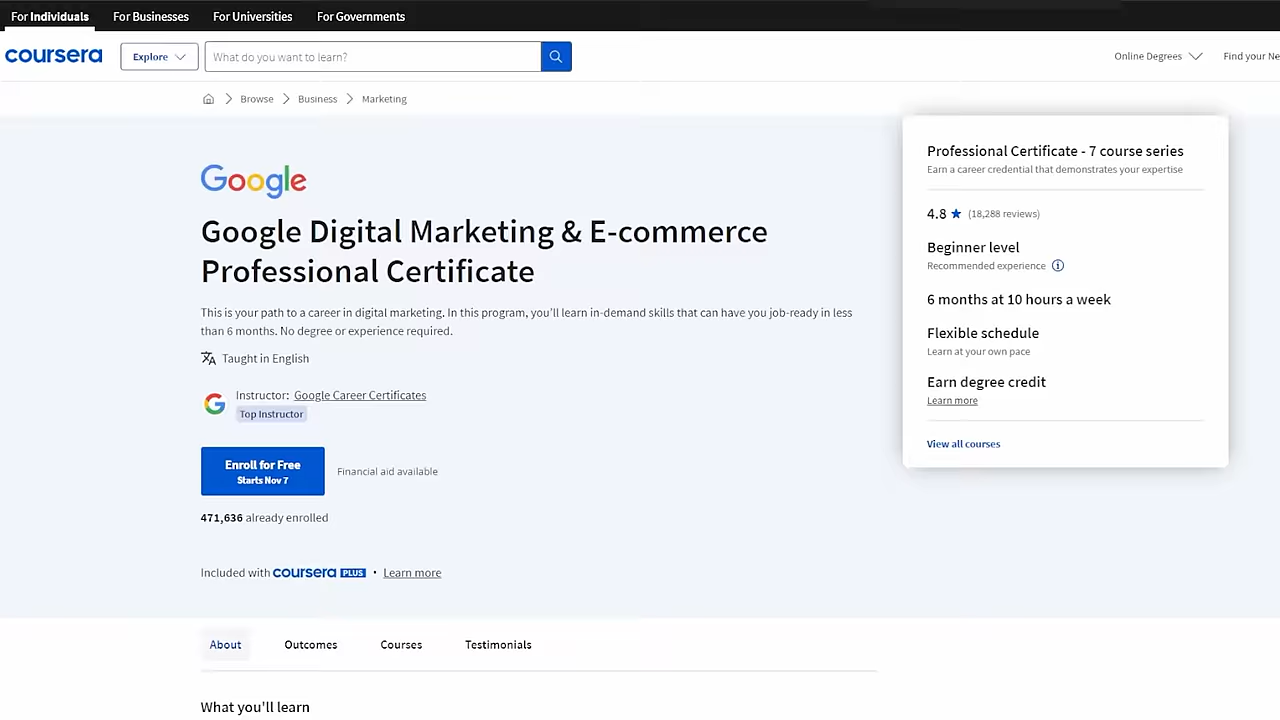 For Individuals For Businesses For Universities For Governments
coursera Explore What do you want to learn? Online Degrees Find your
Browse Business Marketing
Google
Google Digital Marketing & E-commerce
Professional Certificate
This is your path to a career in digital marketing. In this program, you'll learn in-demand skills that can have you job-ready in less
than 6 months. No degree or experience required.
Taught in English
Instructor: Google Career Certificates
Top Instructor
Enroll for Free
Starts Nov 7
Financial aid available
471,636 already enrolled
Included with coursera PLUS • Learn more
Professional Certificate - 7 course series
Earn a career credential that demonstrates your expertise
4.8 ★ (18,288 reviews)
Beginner level
Recommended experience
6 months at 10 hours a week
Flexible schedule
Learn at your own pace
Earn degree credit
Learn more
View all courses
About Outcomes Courses Testimonials
What you'll learn